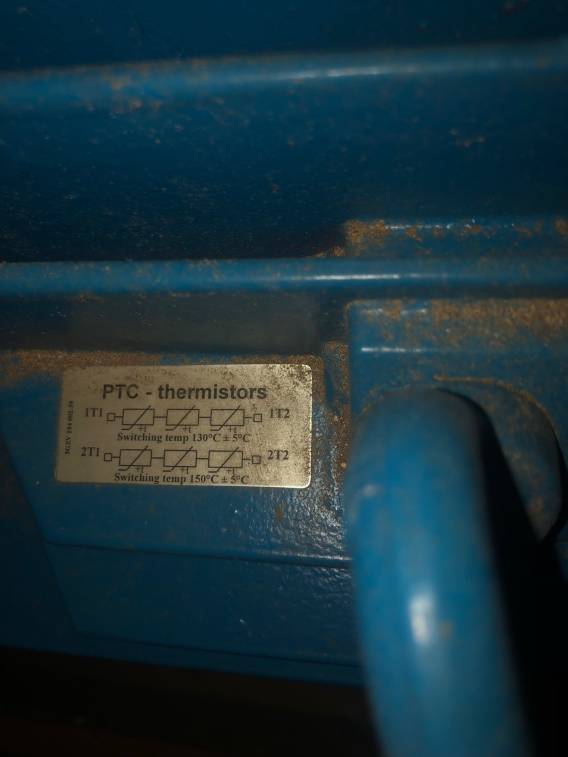 PTC - thermistors
1T1 1T2
Switching temp 130°C ± 5°C
2T1 2T2
Switching temp 150°C ± 5°C